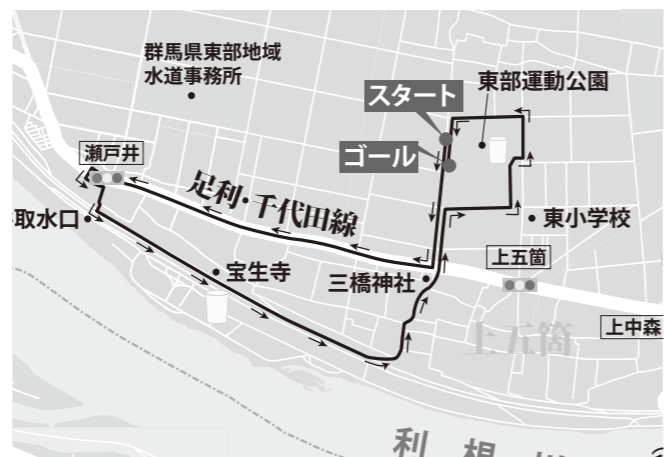 群馬県東部地域
水道事務所
スタート
東部運動公園
ゴール
瀬戸井
足利・千代田線
取水口
東小学校
宝生寺
三橋神社
上五箇
上中森
上五箇
利根川